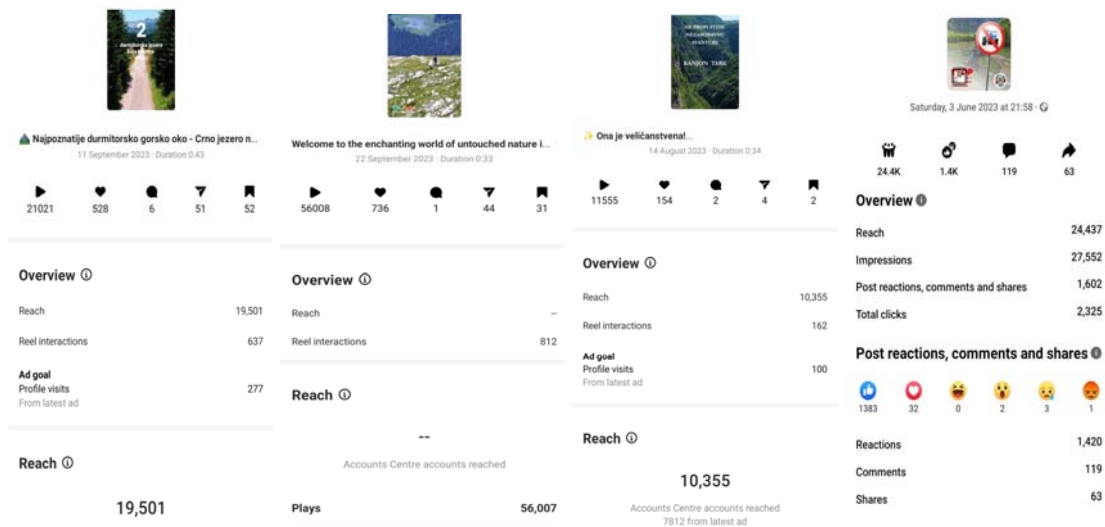 2
durmitorska jezera
Najpoznatije durmitorsko gorsko oko - Crno jezero n...
11 September 2023 · Duration 0:43
21021 528 6 51 52
Overview
Reach 19,501
Reel interactions 637
Ad goal
Profile visits 277
From latest ad
Reach
19,501
Welcome to the enchanting world of untouched nature i...
22 September 2023 · Duration 0:33
56008 736 1 44 31
Overview
Reach --
Reel interactions 812
Reach
--
Accounts Centre accounts reached
Plays 56,007
NE PROPUSTITE
NEZABORAVNU
AVANTURU
KANJON TARE
Ona je veličanstvena!...
14 August 2023 · Duration 0:34
11555 154 2 4 2
Overview
Reach 10,355
Reel interactions 162
Ad goal
Profile visits 100
From latest ad
Reach
10,355
Accounts Centre accounts reached
7812 from latest ad
Saturday, 3 June 2023 at 21:58 ·
24.4K 1.4K 119 63
Overview
Reach 24,437
Impressions 27,552
Post reactions, comments and shares 1,602
Total clicks 2,325
Post reactions, comments and shares
1383 32 0 2 3 1
Reactions 1,420
Comments 119
Shares 63